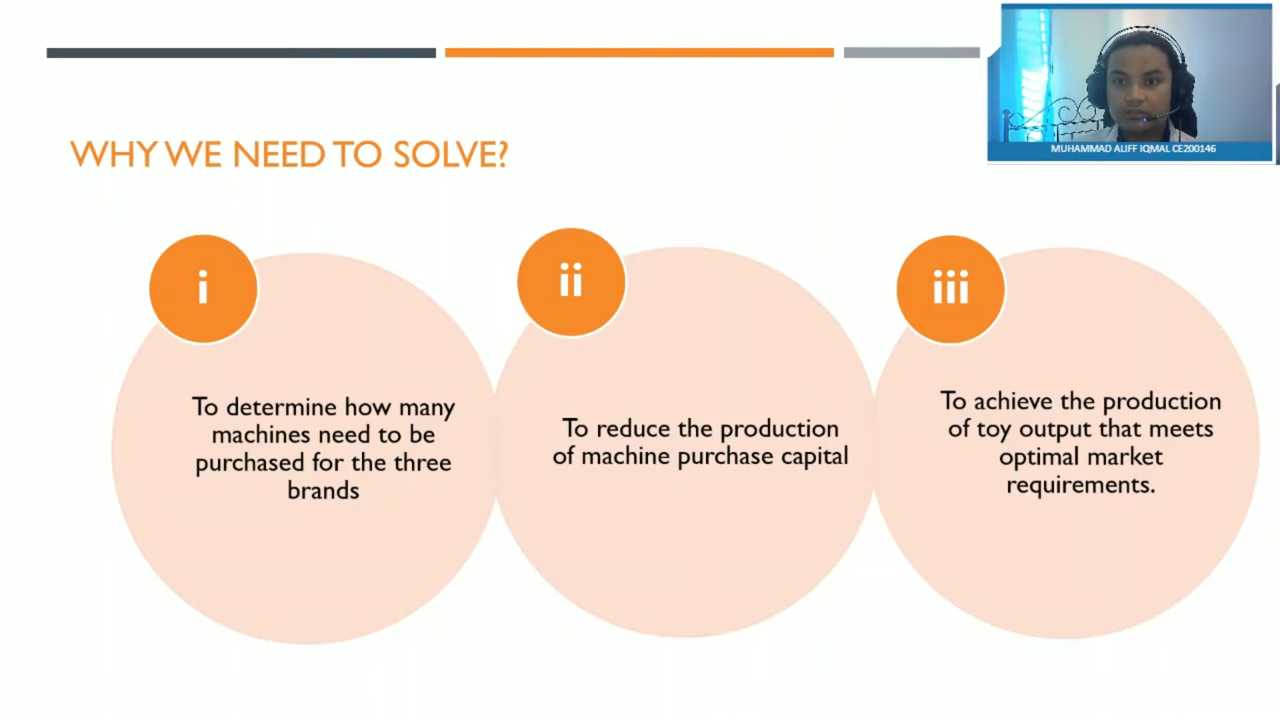 WHY WE NEED TO SOLVE?
MUHAMMAD ALIFF IQMAL CE200146
i
To determine how many
machines need to be
purchased for the three
brands
ii
To reduce the production
of machine purchase capital
iii
To achieve the production
of toy output that meets
optimal market
requirements.